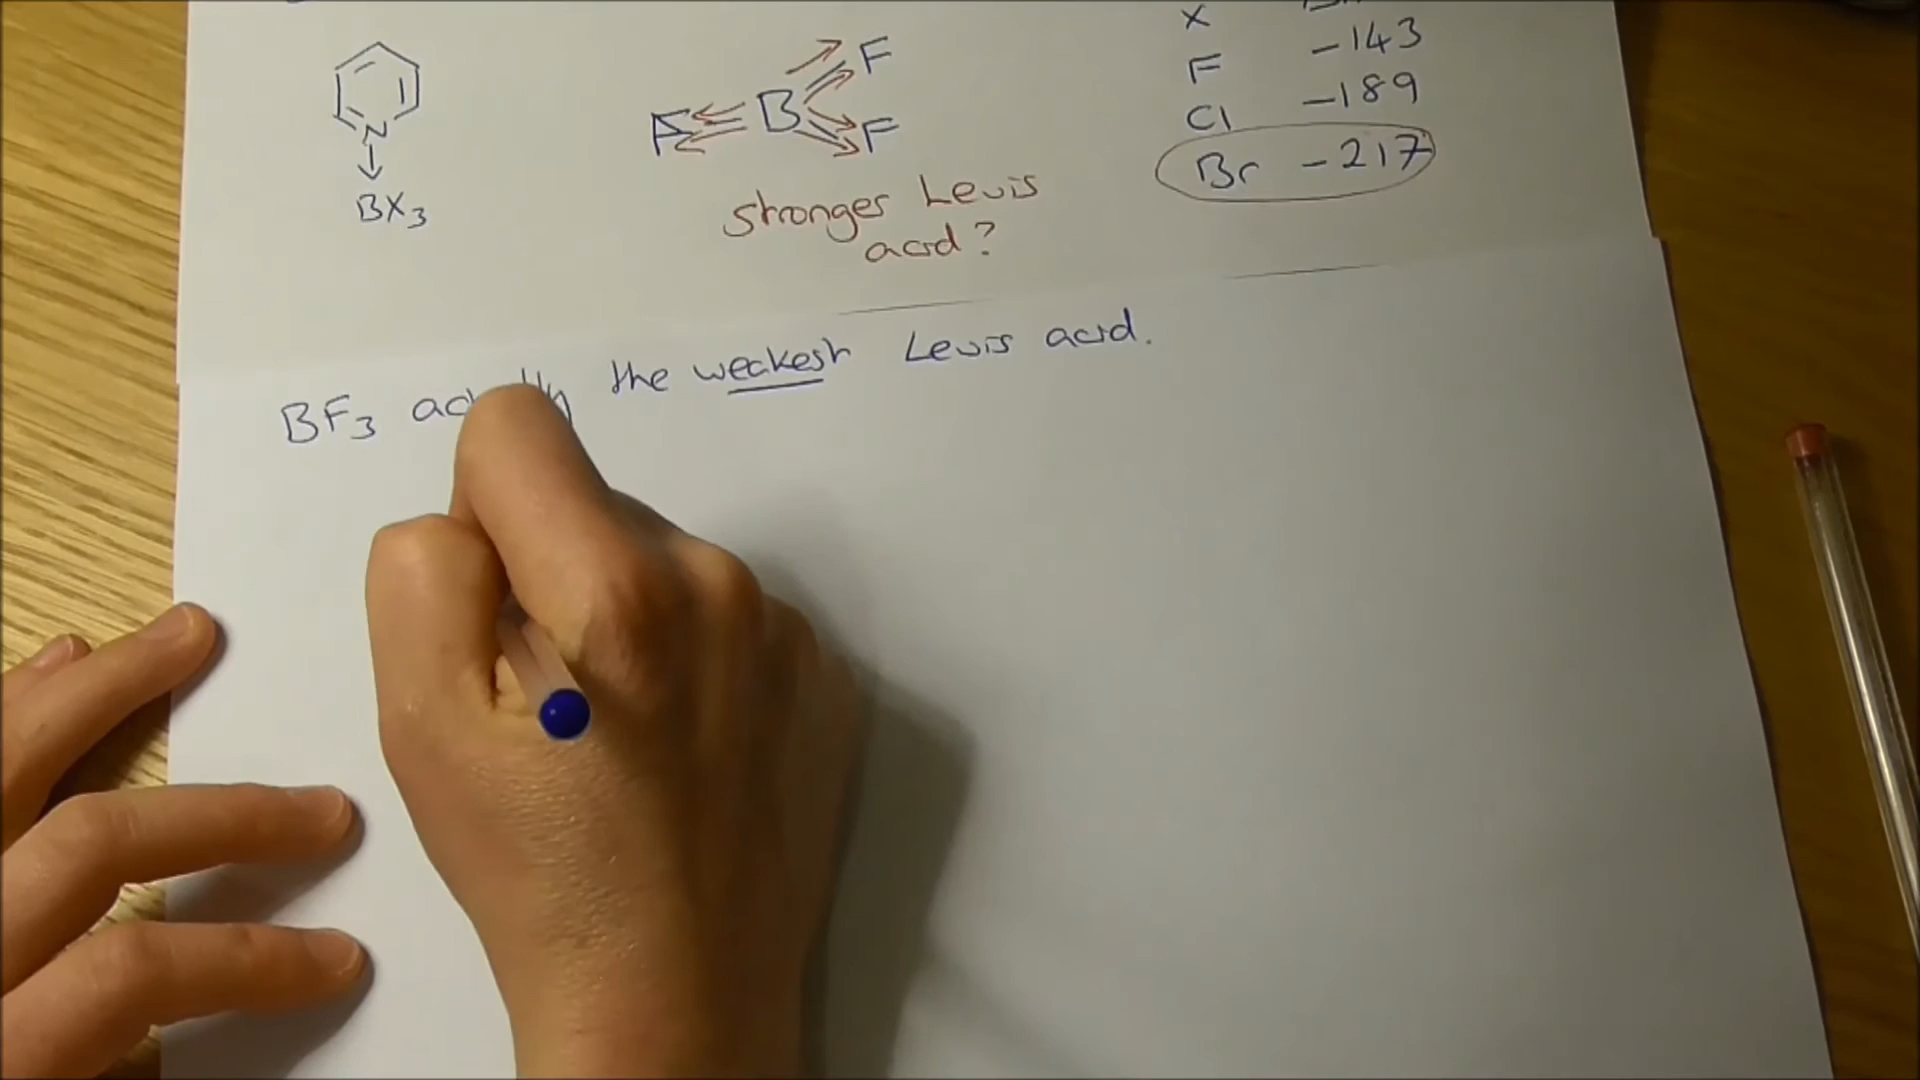 N
BX3
F B F
F
stronger Lewis
acid?
X
F -143
Cl -189
Br -217
BF3 the weakest Lewis acid.